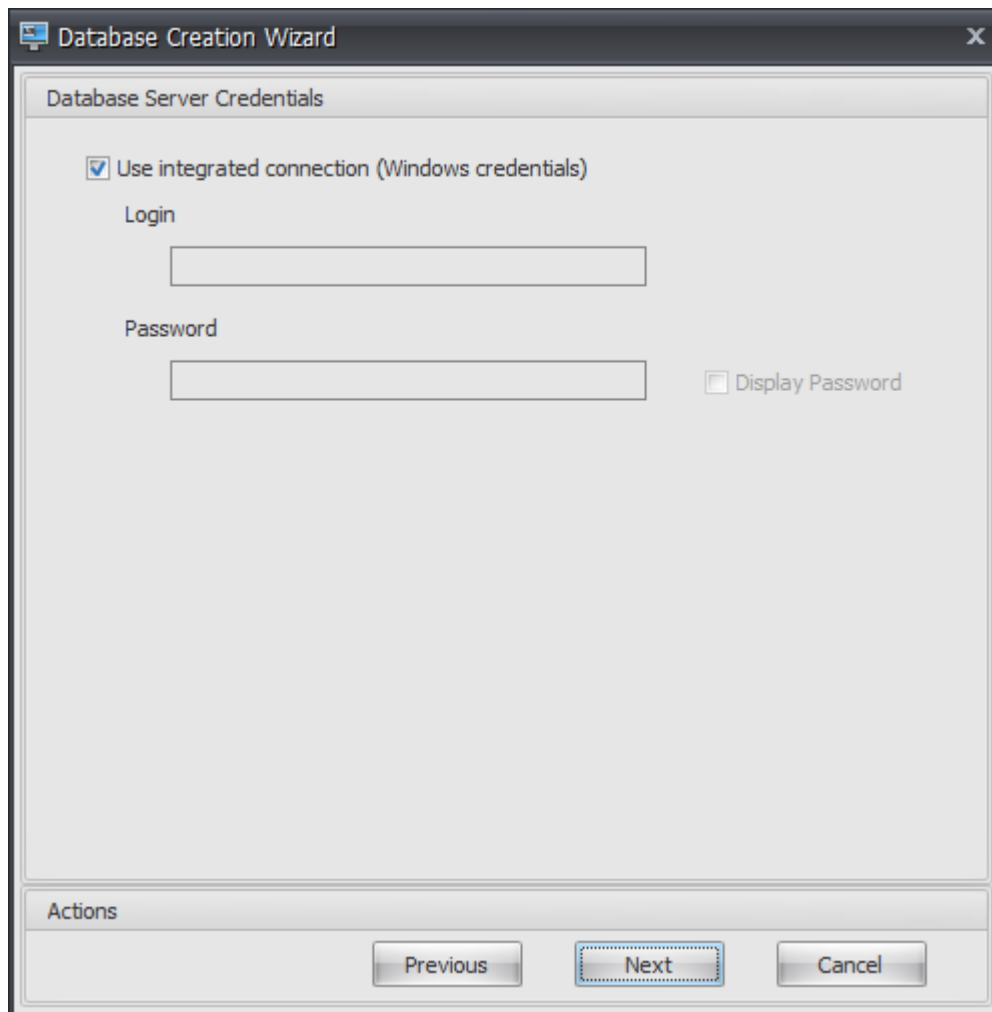 Database Creation Wizard
Database Server Credentials
Use integrated connection (Windows credentials)
Login
Password
Display Password
Actions
Previous Next Cancel